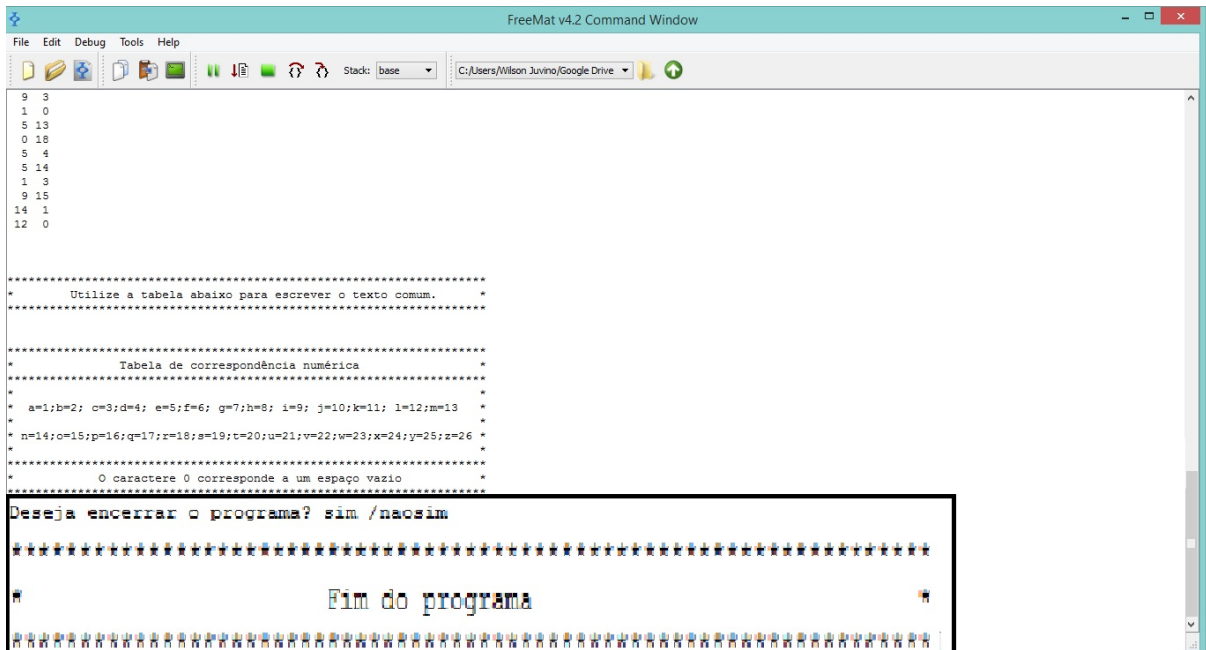 FreeMat v4.2 Command Window
File Edit Debug Tools Help
Stack: base C:/Users/Wilson Juvino/Google Drive
9 3
1 0
5 13
0 18
5 4
5 14
1 3
9 15
14 1
12 0
********************************************************************
* Utilize a tabela abaixo para escrever o texto comum. *
********************************************************************
********************************************************************
* Tabela de correspondência numérica *
********************************************************************
* *
* a=1;b=2; c=3;d=4; e=5;f=6; g=7;h=8; i=9; j=10;k=11; l=12;m=13 *
* *
* n=14;o=15;p=16;q=17;r=18;s=19;t=20;u=21;v=22;w=23;x=24;y=25;z=26 *
* *
********************************************************************
* O caractere 0 corresponde a um espaço vazio *
********************************************************************
Deseja encerrar o programa? sim /naosim
********************************************************************
* Fim do programa *
********************************************************************